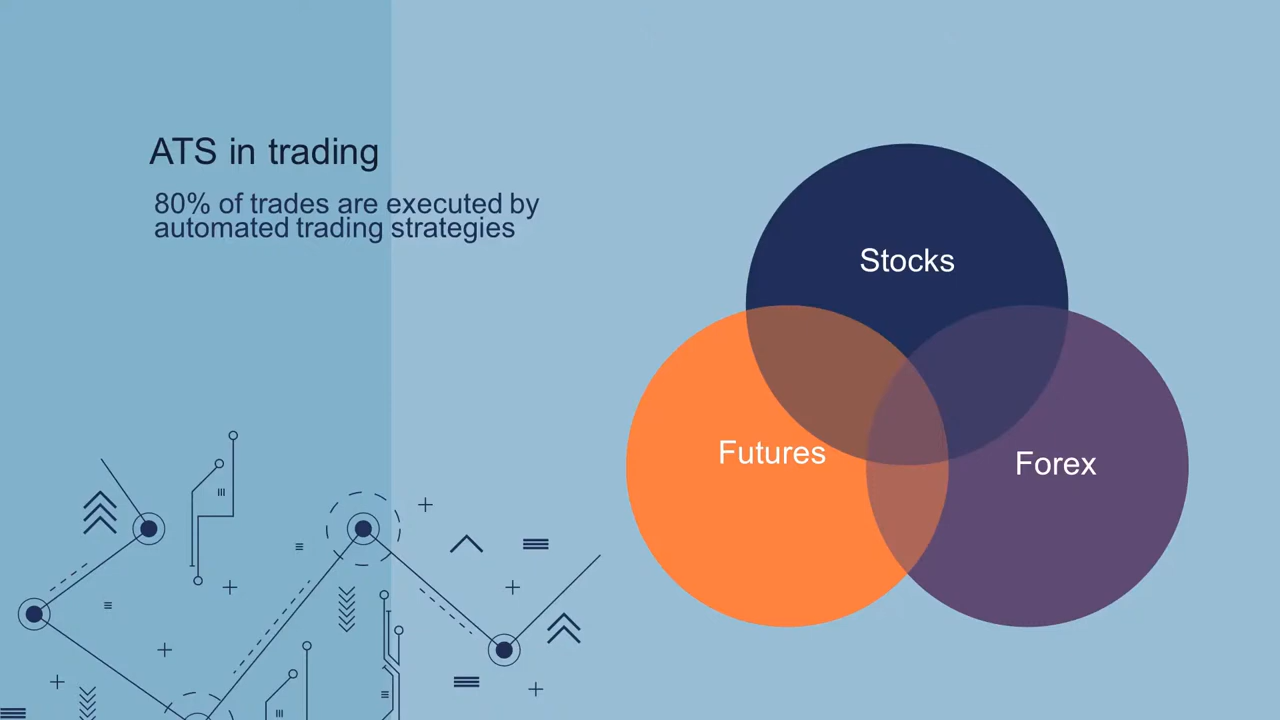 ATS in trading
80% of trades are executed by
automated trading strategies
Stocks
Futures
Forex